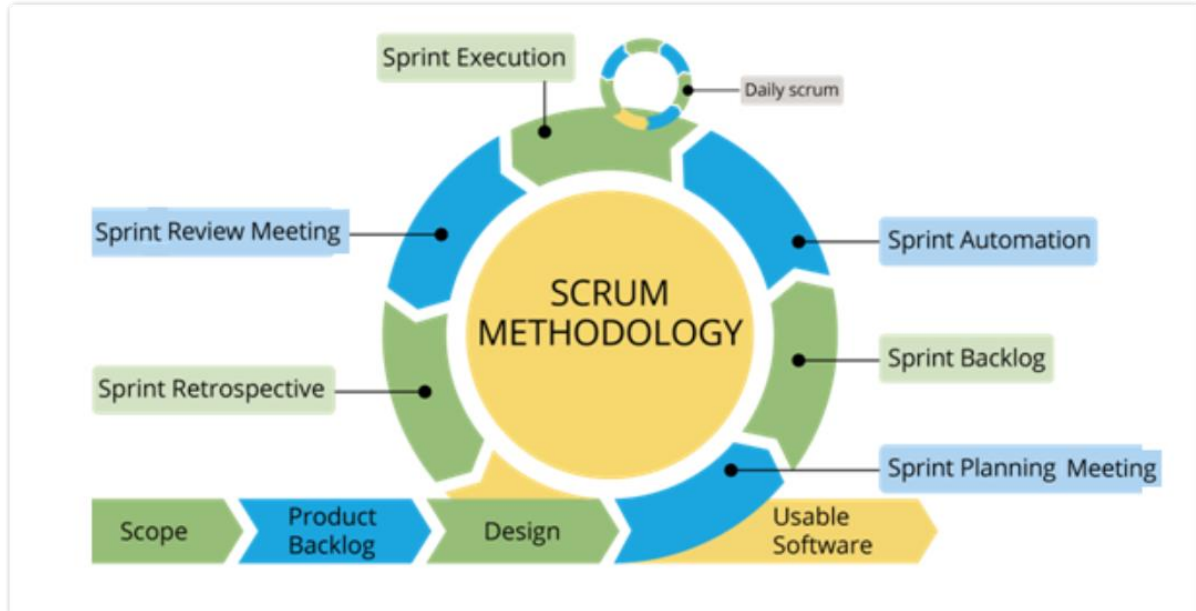 Sprint Execution
Daily scrum
Sprint Review Meeting
Sprint Automation
SCRUM
METHODOLOGY
Sprint Backlog
Sprint Retrospective
Sprint Planning Meeting
Scope
Product
Backlog
Design
Usable
Software